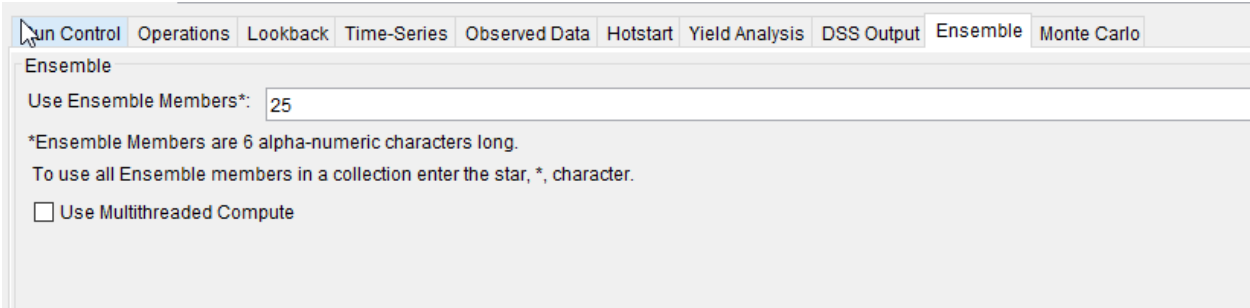 Run Control Operations Lookback Time-Series Observed Data Hotstart Yield Analysis DSS Output Ensemble Monte Carlo
Ensemble
Use Ensemble Members*: 25
*Ensemble Members are 6 alpha-numeric characters long.
To use all Ensemble members in a collection enter the star, *, character.
Use Multithreaded Compute